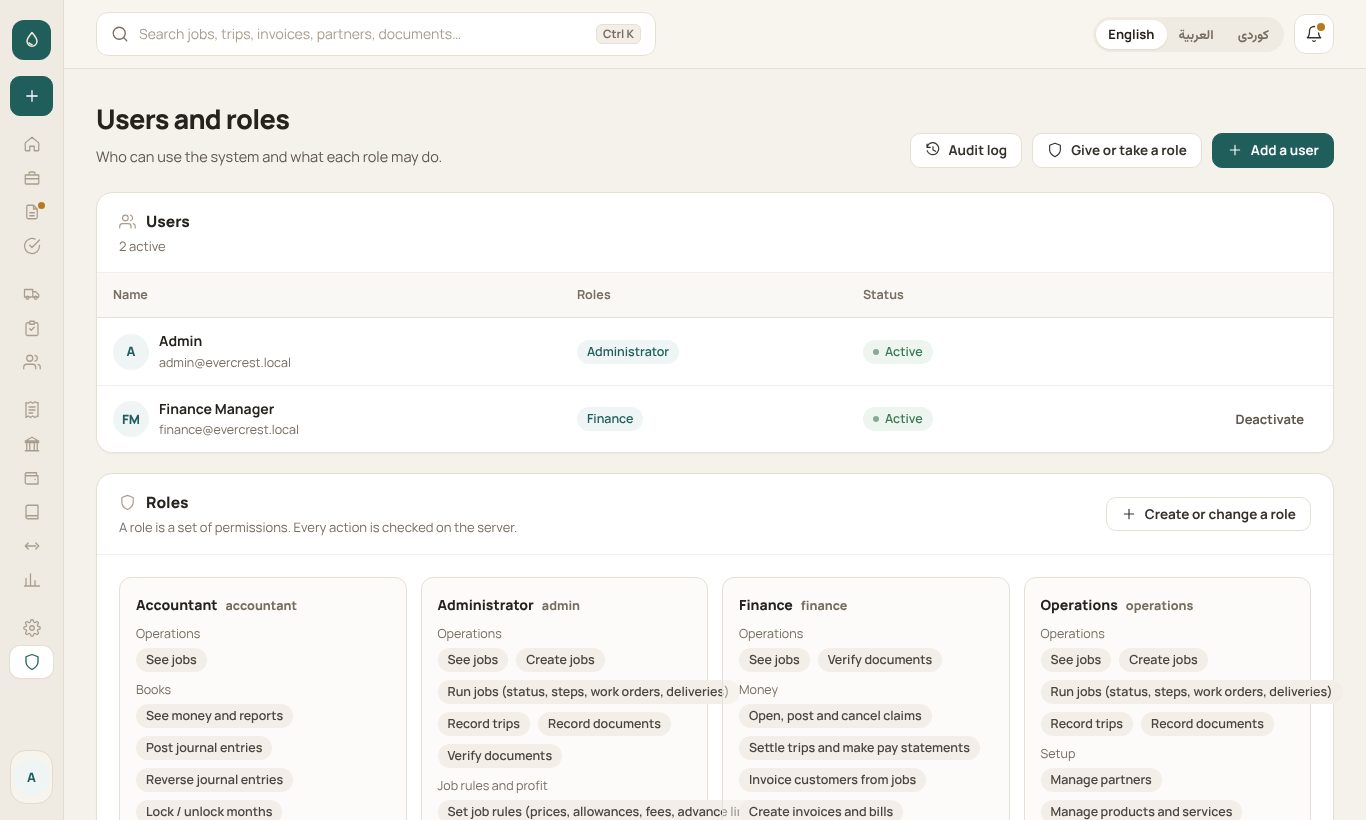 Search jobs, trips, invoices, partners, documents...
Ctrl K
English
العربية
کوردی
Users and roles
Who can use the system and what each role may do.
Audit log
Give or take a role
+ Add a user
Users
2 active
Name Roles Status
A
Admin
admin@evercrest.local
Administrator
Active
FM
Finance Manager
finance@evercrest.local
Finance
Active
Deactivate
Roles
A role is a set of permissions. Every action is checked on the server.
+ Create or change a role
Accountant accountant
Operations
See jobs
Books
See money and reports
Post journal entries
Reverse journal entries
Lock / unlock months
Administrator admin
Operations
See jobs Create jobs
Run jobs (status, steps, work orders, deliveries)
Record trips Record documents
Verify documents
Job rules and profit
Set job rules (prices, allowances, fees, advance
Finance finance
Operations
See jobs Verify documents
Money
Open, post and cancel claims
Settle trips and make pay statements
Invoice customers from jobs
Create invoices and bills
Operations operations
Operations
See jobs Create jobs
Run jobs (status, steps, work orders, deliveries)
Record trips Record documents
Setup
Manage partners
Manage products and services
A